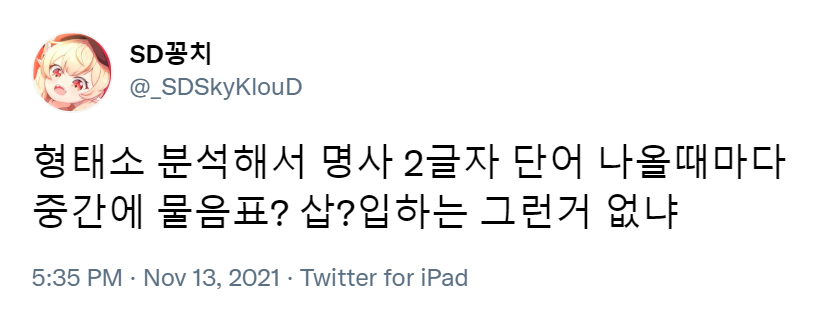 SD꽁치
@_SDSkyKlouD
형태소 분석해서 명사 2글자 단어 나올때마다
중간에 물음표? 삽?입하는 그런거 없냐
5:35 PM · Nov 13, 2021 · Twitter for iPad